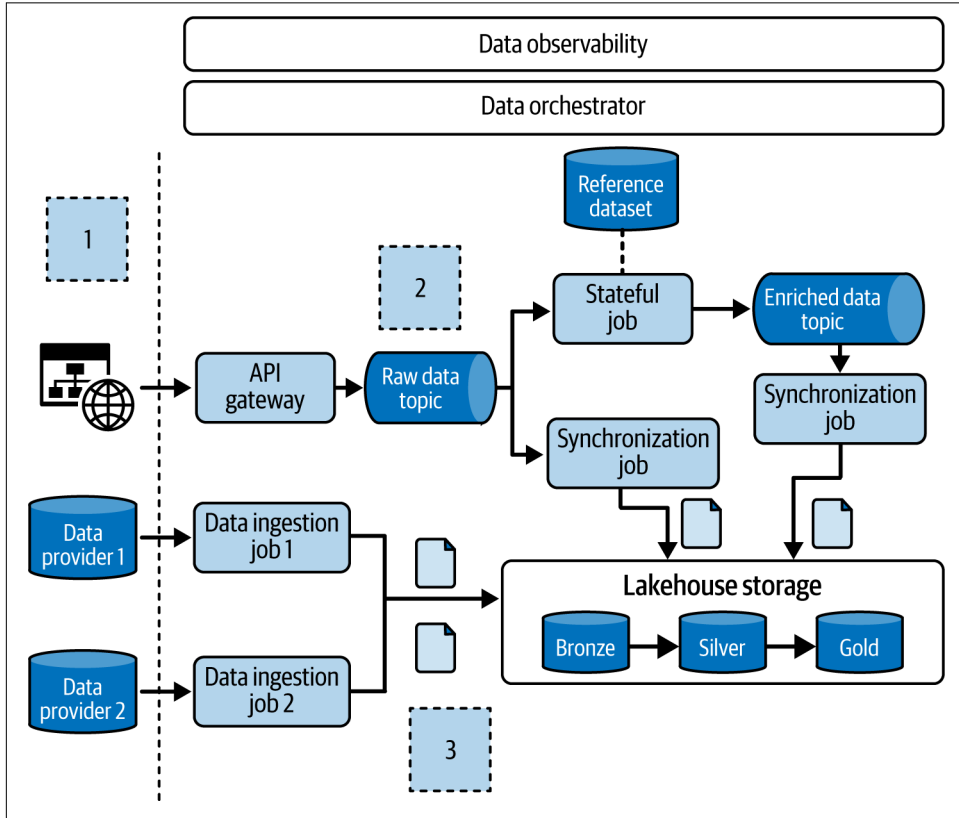 Data observability
Data orchestrator
Reference
dataset
1
2
Stateful
job
Enriched data
topic
API
gateway
Raw data
topic
Synchronization
job
Synchronization
job
Data
provider 1
Data ingestion
job 1
Lakehouse storage
Bronze
Silver
Gold
Data
provider 2
Data ingestion
job 2
3